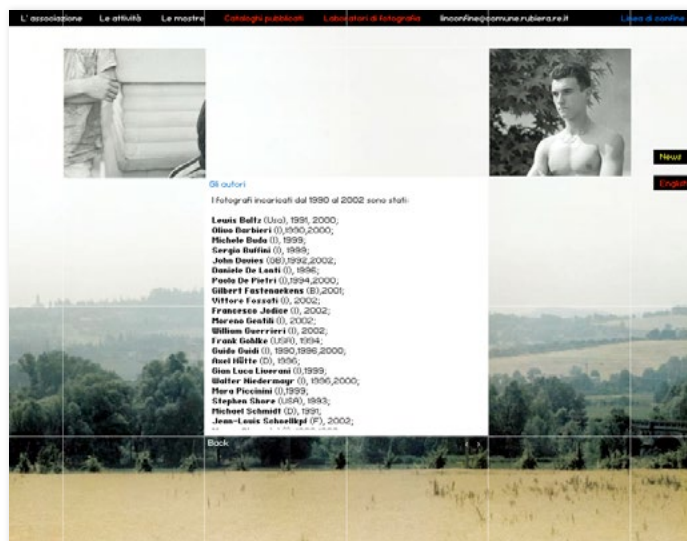 L' associazione Le attività Le mostre Cataloghi pubblicati Laboratori di fotografia linconfine@comune.rubiera.re.it Linea di confine
News
English
Gli autori
I fotografi incaricati dal 1990 al 2002 sono stati:
Lewis Baltz (Usa), 1991, 2000;
Olivo Barbieri (I),1990,2000;
Michele Buda (I), 1999;
Sergio Buffini (I), 1999;
John Davies (GB),1992,2002;
Daniele De Lonti (I), 1996;
Paola De Pietri (I),1994,2000;
Gilbert Fastenaekens (B),2001;
Vittore Fossati (I), 2002;
Francesco Jodice (I), 2002;
Moreno Gentili (I), 2002;
William Guerrieri (I), 2002;
Frank Gohlke (USA), 1994;
Guido Guidi (I), 1990,1996,2000;
Axel Hütte (D), 1996;
Gian Luca Liverani (I),1999;
Walter Niedermayr (I), 1996,2000;
Mara Piccinini (I),1999;
Stephen Shore (USA), 1993;
Michael Schmidt (D), 1991,
Jean-Louis Schoellkpf (F), 2002;
Back